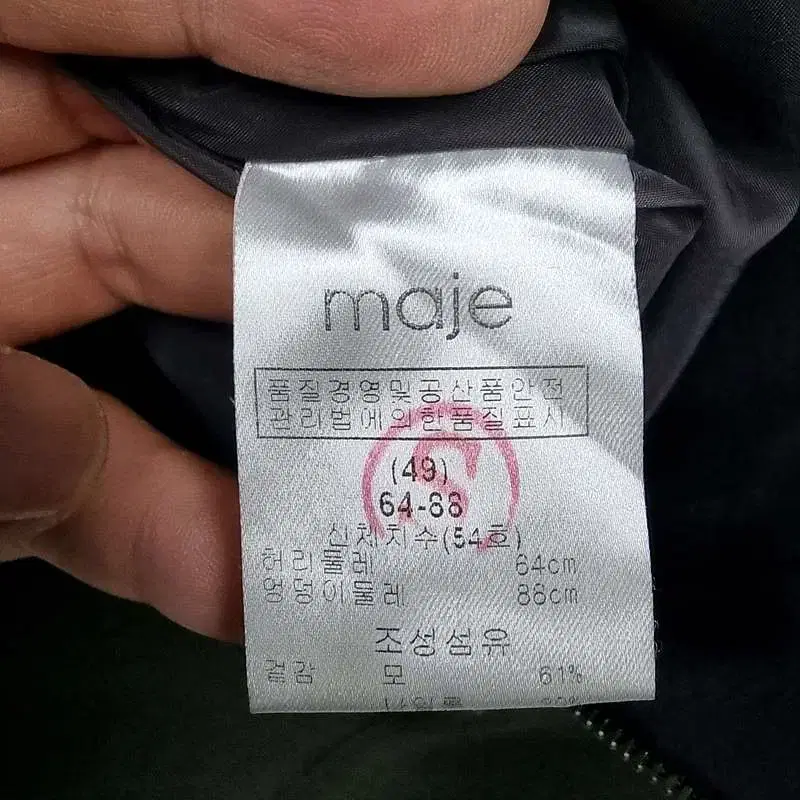 maje
품질경영및공산품안전
관리법에의한품질표시
(49)
64-88
신체치수(54호)
허리둘레 64cm
엉덩이둘레 88cm
조성섬유
겉감 모 61%